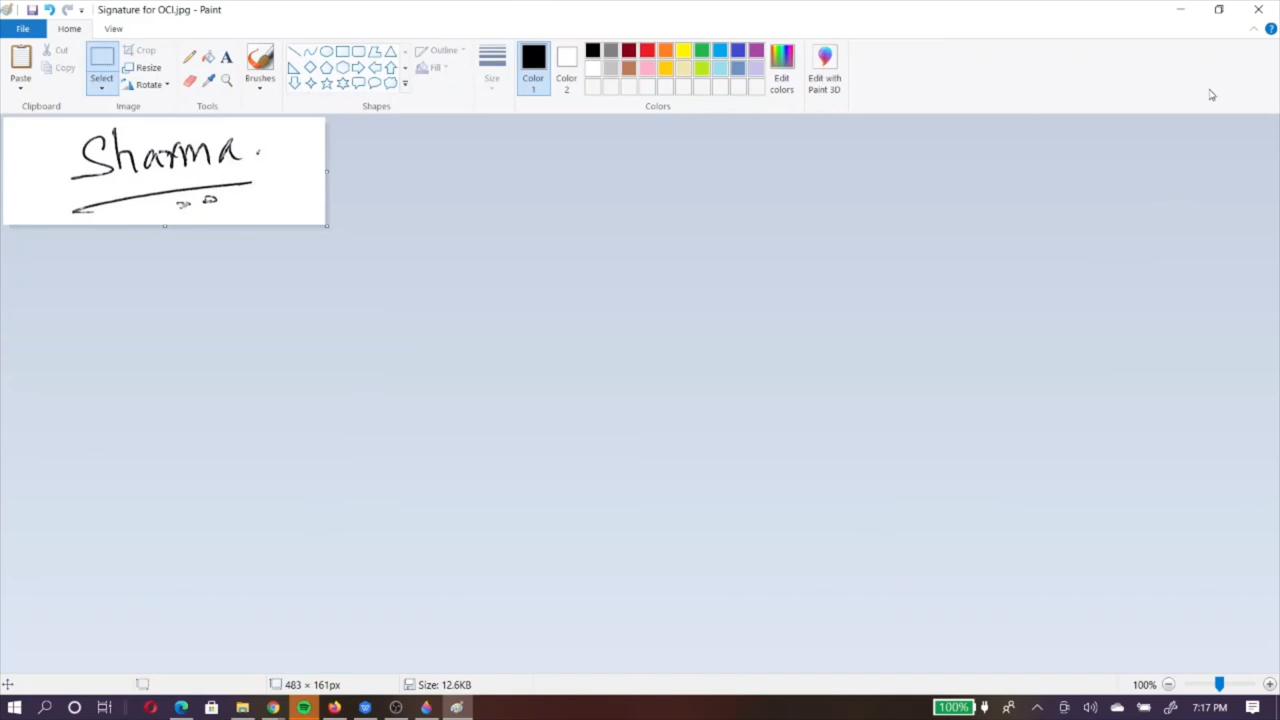 Signature for OCI.jpg - Paint
File Home View
Paste
Cut
Copy
Clipboard
Select
Crop
Resize
Rotate
Image
Tools
Brushes
Shapes
Outline
Fill
Size
Color 1
Color 2
Colors
Edit colors
Edit with Paint 3D
Sharma.
483 × 161px
Size: 12.6KB
100%
100%
7:17 PM